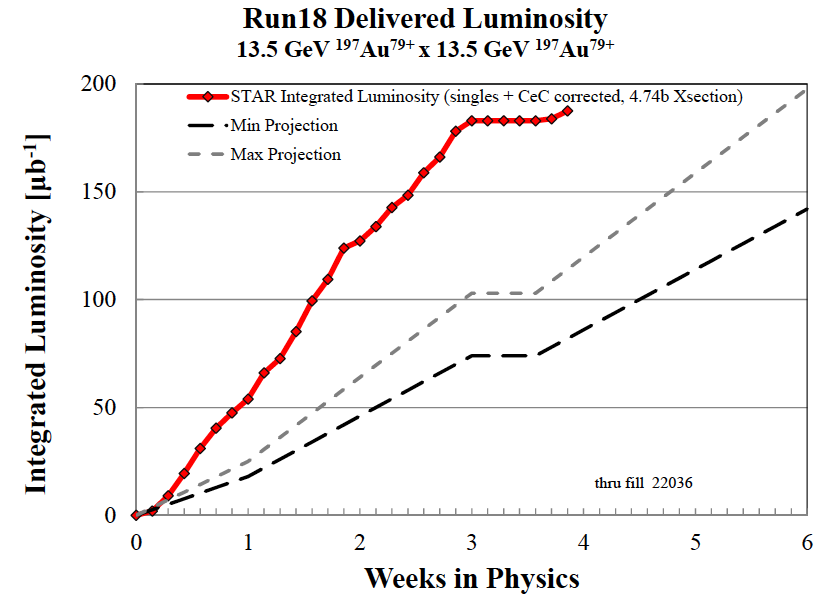 Run18 Delivered Luminosity
13.5 GeV ¹⁹⁷Au⁷⁹⁺ x 13.5 GeV ¹⁹⁷Au⁷⁹⁺
STAR Integrated Luminosity (singles + CeC corrected, 4.74b Xsection)
Min Projection
Max Projection
Integrated Luminosity [µb⁻¹]
200
150
100
50
0
thru fill 22036
0 1 2 3 4 5 6
Weeks in Physics